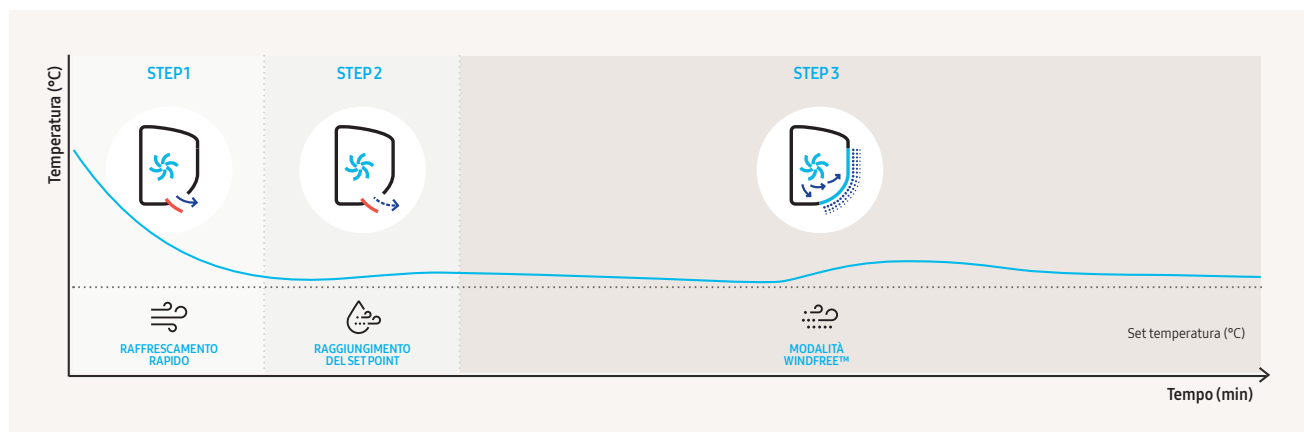 Temperatura (°C)
STEP 1
STEP 2
STEP 3
RAFFRESCAMENTO
RAPIDO
RAGGIUNGIMENTO
DEL SET POINT
MODALITÀ
WINDFREE™
Set temperatura (°C)
Tempo (min)